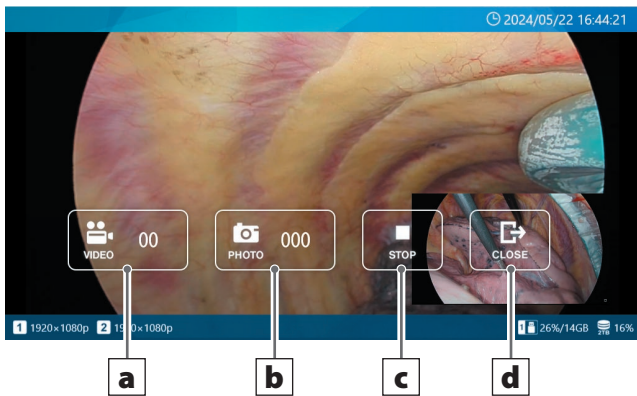 2024/05/22 16:44:21
VIDEO 00
PHOTO 000
STOP
CLOSE
1 1920×1080p 2 1920×1080p
1 26%/14GB 2TB 16%
a b c d